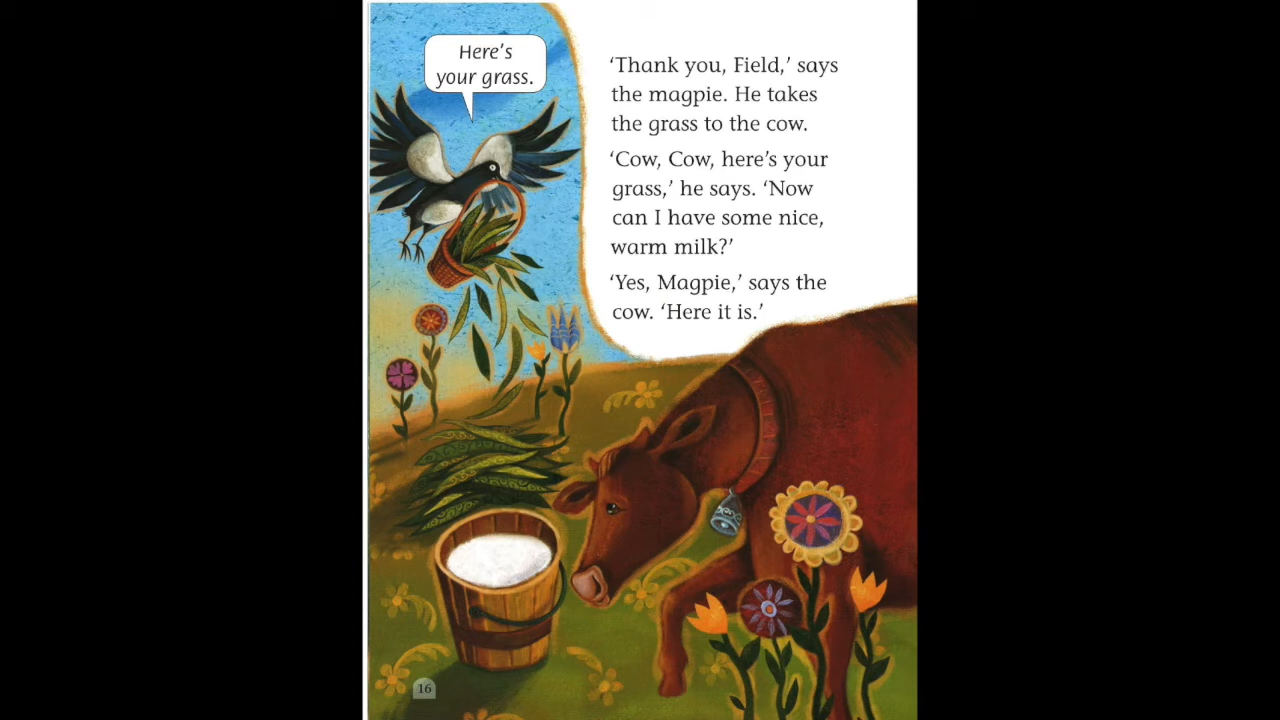 Here's
your grass.
‘Thank you, Field,’ says
the magpie. He takes
the grass to the cow.
‘Cow, Cow, here’s your
grass,’ he says. ‘Now
can I have some nice,
warm milk?’
‘Yes, Magpie,’ says the
cow. ‘Here it is.’
16